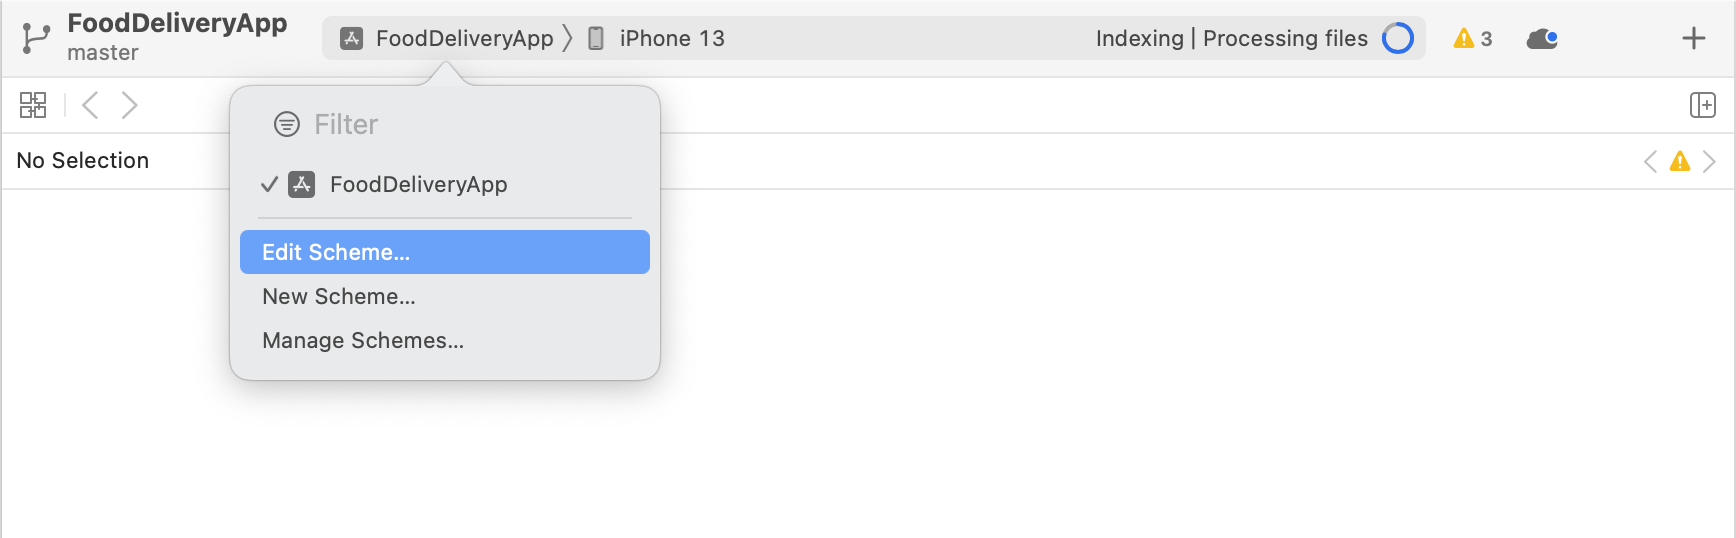 FoodDeliveryApp
master
FoodDeliveryApp
iPhone 13
Indexing | Processing files
3
Filter
No Selection
FoodDeliveryApp
Edit Scheme...
New Scheme...
Manage Schemes...